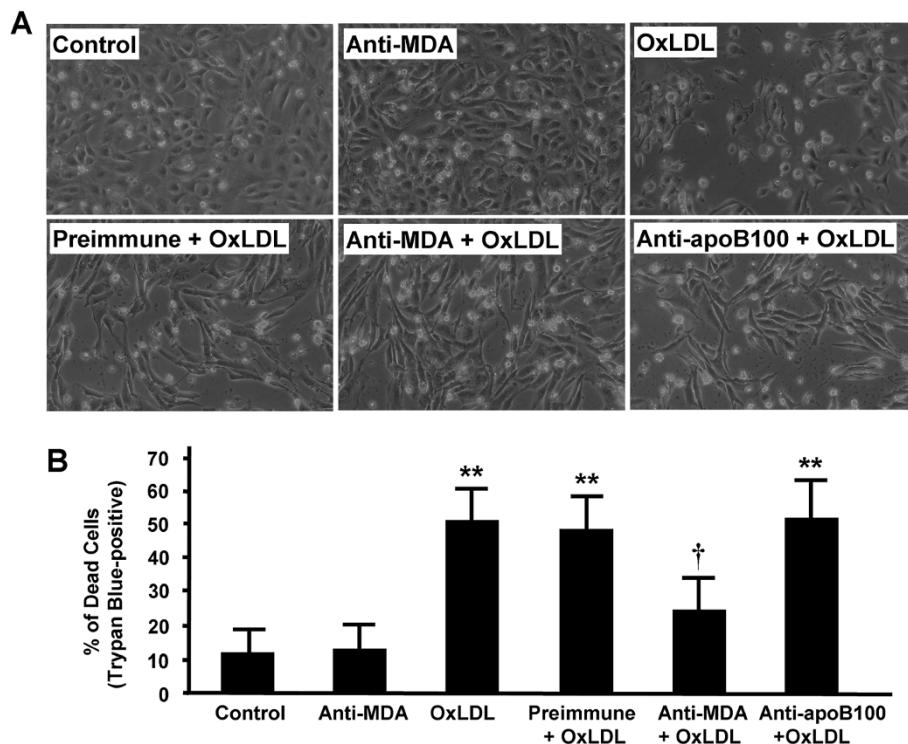 A
Control
Anti-MDA
OxLDL
Preimmune + OxLDL
Anti-MDA + OxLDL
Anti-apoB100 + OxLDL
B
% of Dead Cells
(Trypan Blue-positive)
70
60
50
40
30
20
10
0
**
**
†
**
Control
Anti-MDA
OxLDL
Preimmune
+ OxLDL
Anti-MDA
+ OxLDL
Anti-apoB100
+OxLDL